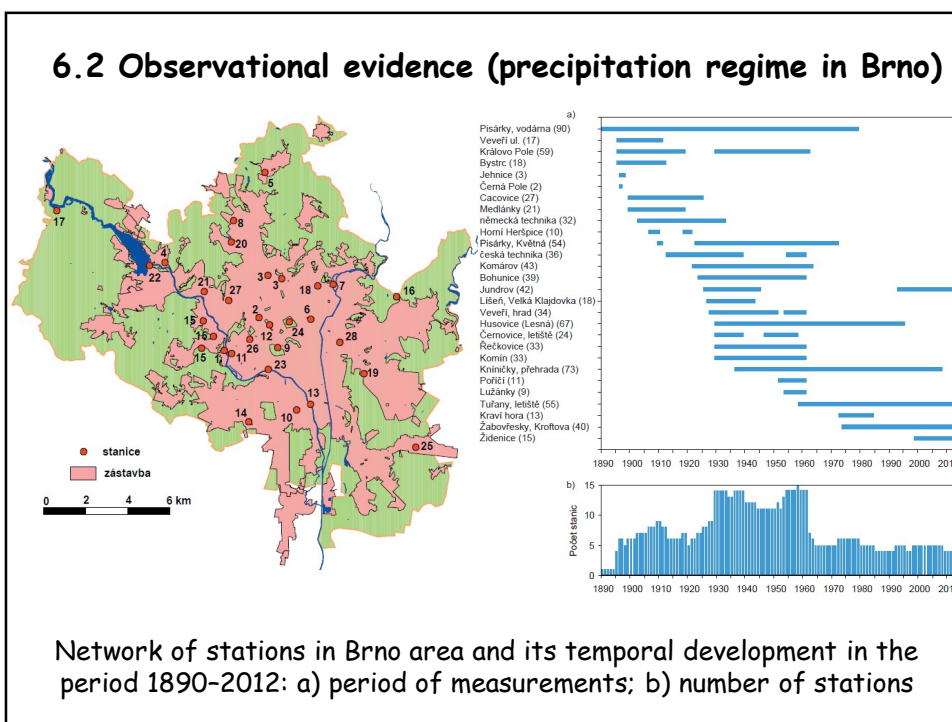 6.2 Observational evidence (precipitation regime in Brno)
17
4
22
5
8
20
3
3
18
7
16
21
27
15
2
6
16
12
24
15
1
11
26
9
28
23
19
13
10
14
25
stanice
zástavba
0 2 4 6 km
a)
Pisárky, vodárna (90)
Veveří ul. (17)
Královo Pole (59)
Bystrc (18)
Jehnice (3)
Černá Pole (2)
Cacovice (27)
Medlánky (21)
německá technika (32)
Horní Heršpice (10)
Pisárky, Květná (54)
česká technika (36)
Komárov (43)
Bohunice (39)
Jundrov (42)
Líšeň, Velká Klajdovka (18)
Veveří, hrad (34)
Husovice (Lesná) (67)
Černovice, letiště (24)
Řečkovice (33)
Komín (33)
Kníničky, přehrada (73)
Poříčí (11)
Lužánky (9)
Tuřany, letiště (55)
Kraví hora (13)
Žabovřesky, Kroftova (40)
Židenice (15)
1890 1900 1910 1920 1930 1940 1950 1960 1970 1980 1990 2000 201
b)
Počet stanic
15
10
5
0
1890 1900 1910 1920 1930 1940 1950 1960 1970 1980 1990 2000 201
Network of stations in Brno area and its temporal development in the
period 1890–2012: a) period of measurements; b) number of stations